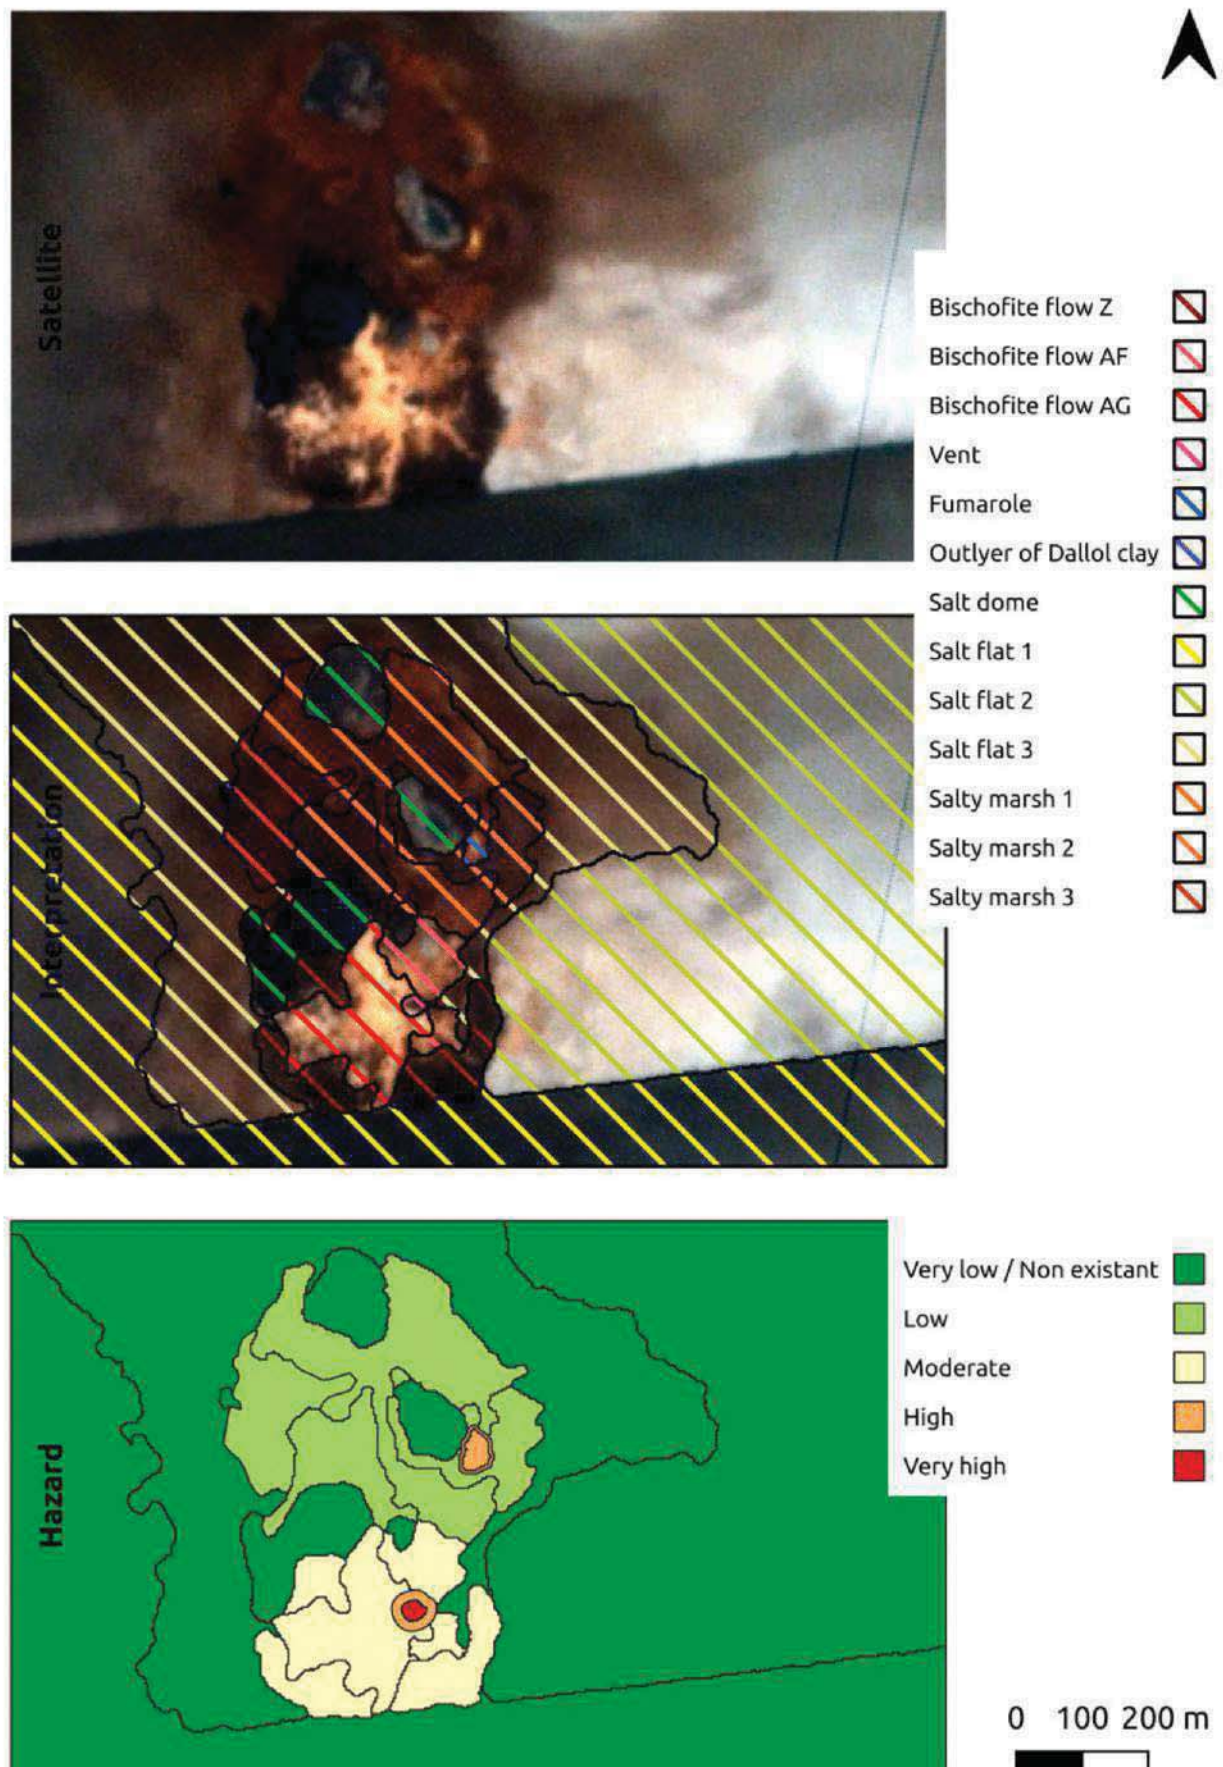 Satellite
Bischofite flow Z
Bischofite flow AF
Bischofite flow AG
Vent
Fumarole
Outlyer of Dallol clay
Salt dome
Salt flat 1
Salt flat 2
Salt flat 3
Salty marsh 1
Salty marsh 2
Salty marsh 3
Interpretation
Hazard
Very low / Non existant
Low
Moderate
High
Very high
0 100 200 m